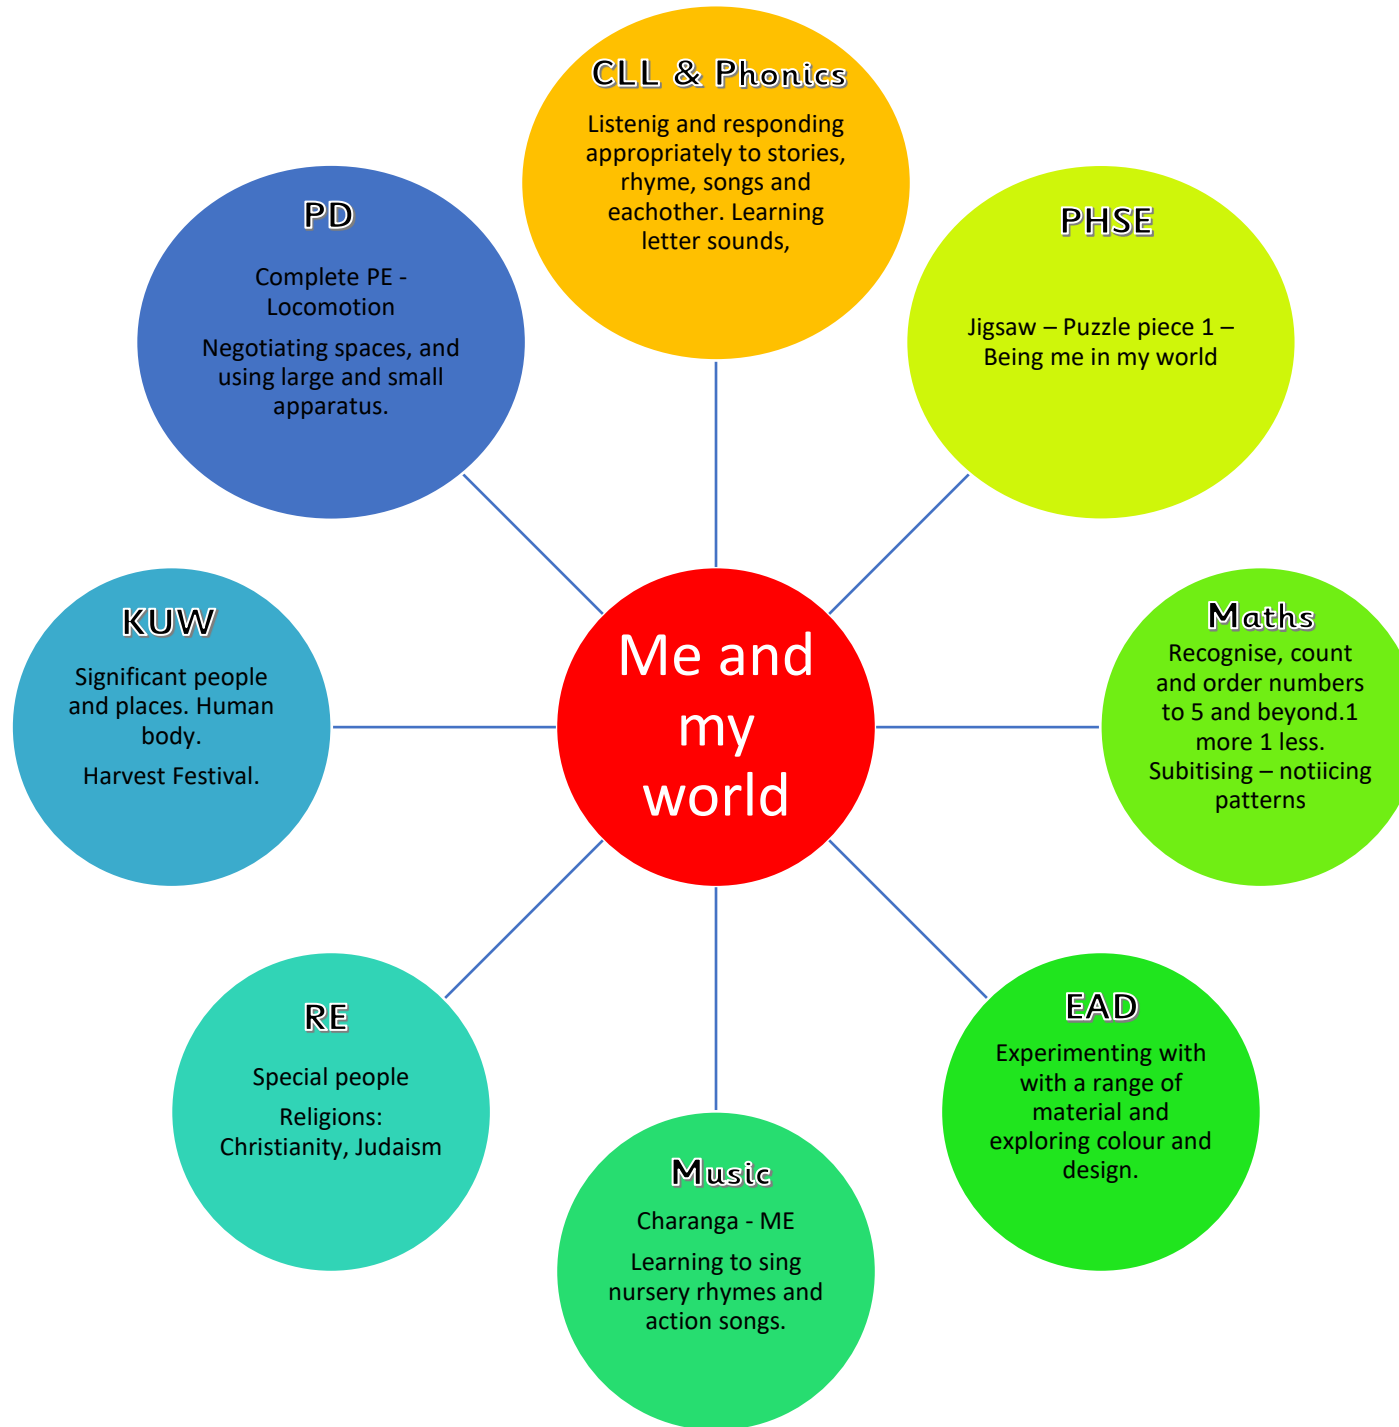 CLL & Phonics
Listenig and responding
appropriately to stories,
rhyme, songs and
eachother. Learning
letter sounds,
PHSE
Jigsaw – Puzzle piece 1 –
Being me in my world
Maths
Recognise, count
and order numbers
to 5 and beyond.1
more 1 less.
Subitising – notiicing
patterns
EAD
Experimenting with
with a range of
material and
exploring colour and
design.
Music
Charanga - ME
Learning to sing
nursery rhymes and
action songs.
RE
Special people
Religions:
Christianity, Judaism
KUW
Significant people
and places. Human
body.
Harvest Festival.
PD
Complete PE -
Locomotion
Negotiating spaces, and
using large and small
apparatus.
Me and
my
world